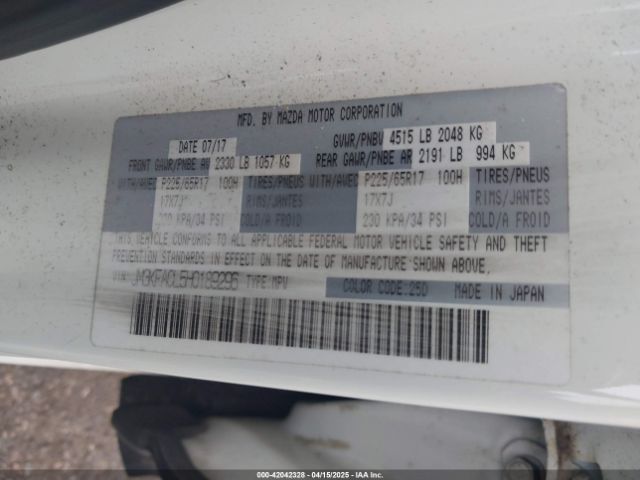 MFD. BY MAZDA MOTOR CORPORATION
DATE 07/17 GVWR/PNBV 4515 LB 2048 KG
FRONT GAWR/PNBE AV 2330 LB 1057 KG REAR GAWR/PNBE AR 2191 LB 994 KG
WITH/AVEC P225/65R17 100H TIRES/PNEUS WITH/AVEC P225/65R17 100H TIRES/PNEUS
17X7J RIMS/JANTES 17X7J RIMS/JANTES
230 KPA/34 PSI COLD/A FROID 230 KPA/34 PSI COLD/A FROID
THIS VEHICLE CONFORMS TO ALL APPLICABLE FEDERAL MOTOR VEHICLE SAFETY AND THEFT
PREVENTION STANDARDS IN EFFECT ON THE DATE OF MANUFACTURE SHOWN ABOVE.
VIN: JM3KFACL5H0189296 TYPE:MPV COLOR CODE:25D MADE IN JAPAN
000-42042328 - 04/15/2025 - IAA Inc.